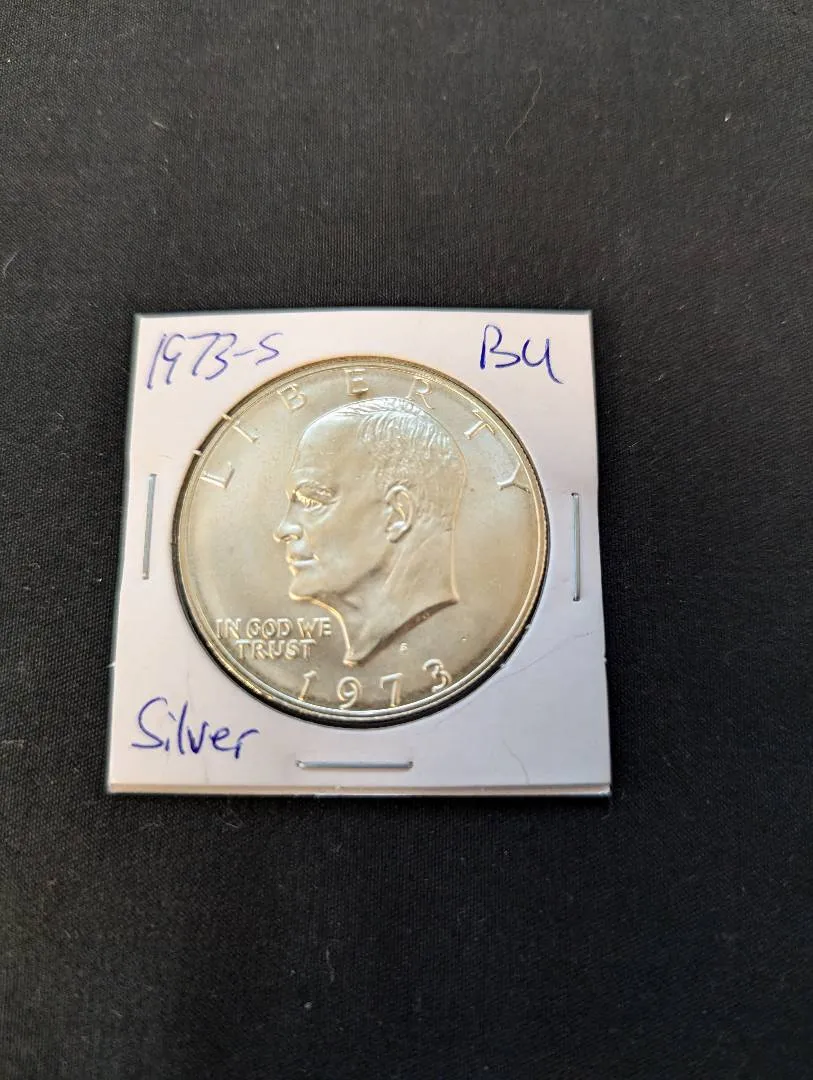 1973-S
BU
LIBERTY
IN GOD WE
TRUST
S
1973
Silver